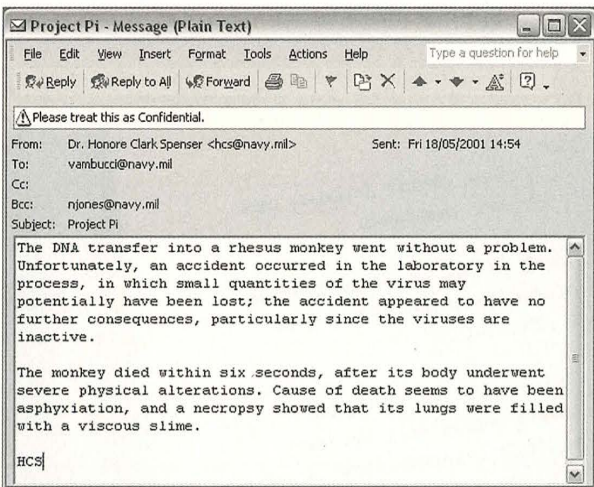 Project Pi - Message (Plain Text)
File Edit View Insert Format Tools Actions Help Type a question for help
Reply Reply to All Forward
Please treat this as Confidential.
From: Dr. Honore Clark Spenser <hcs@navy.mil> Sent: Fri 18/05/2001 14:54
To: vambucci@navy.mil
Cc:
Bcc: njones@navy.mil
Subject: Project Pi
The DNA transfer into a rhesus monkey went without a problem.
Unfortunately, an accident occurred in the laboratory in the
process, in which small quantities of the virus may
potentially have been lost; the accident appeared to have no
further consequences, particularly since the viruses are
inactive.
The monkey died within six seconds, after its body underwent
severe physical alterations. Cause of death seems to have been
asphyxiation, and a necropsy showed that its lungs were filled
with a viscous slime.
HCS